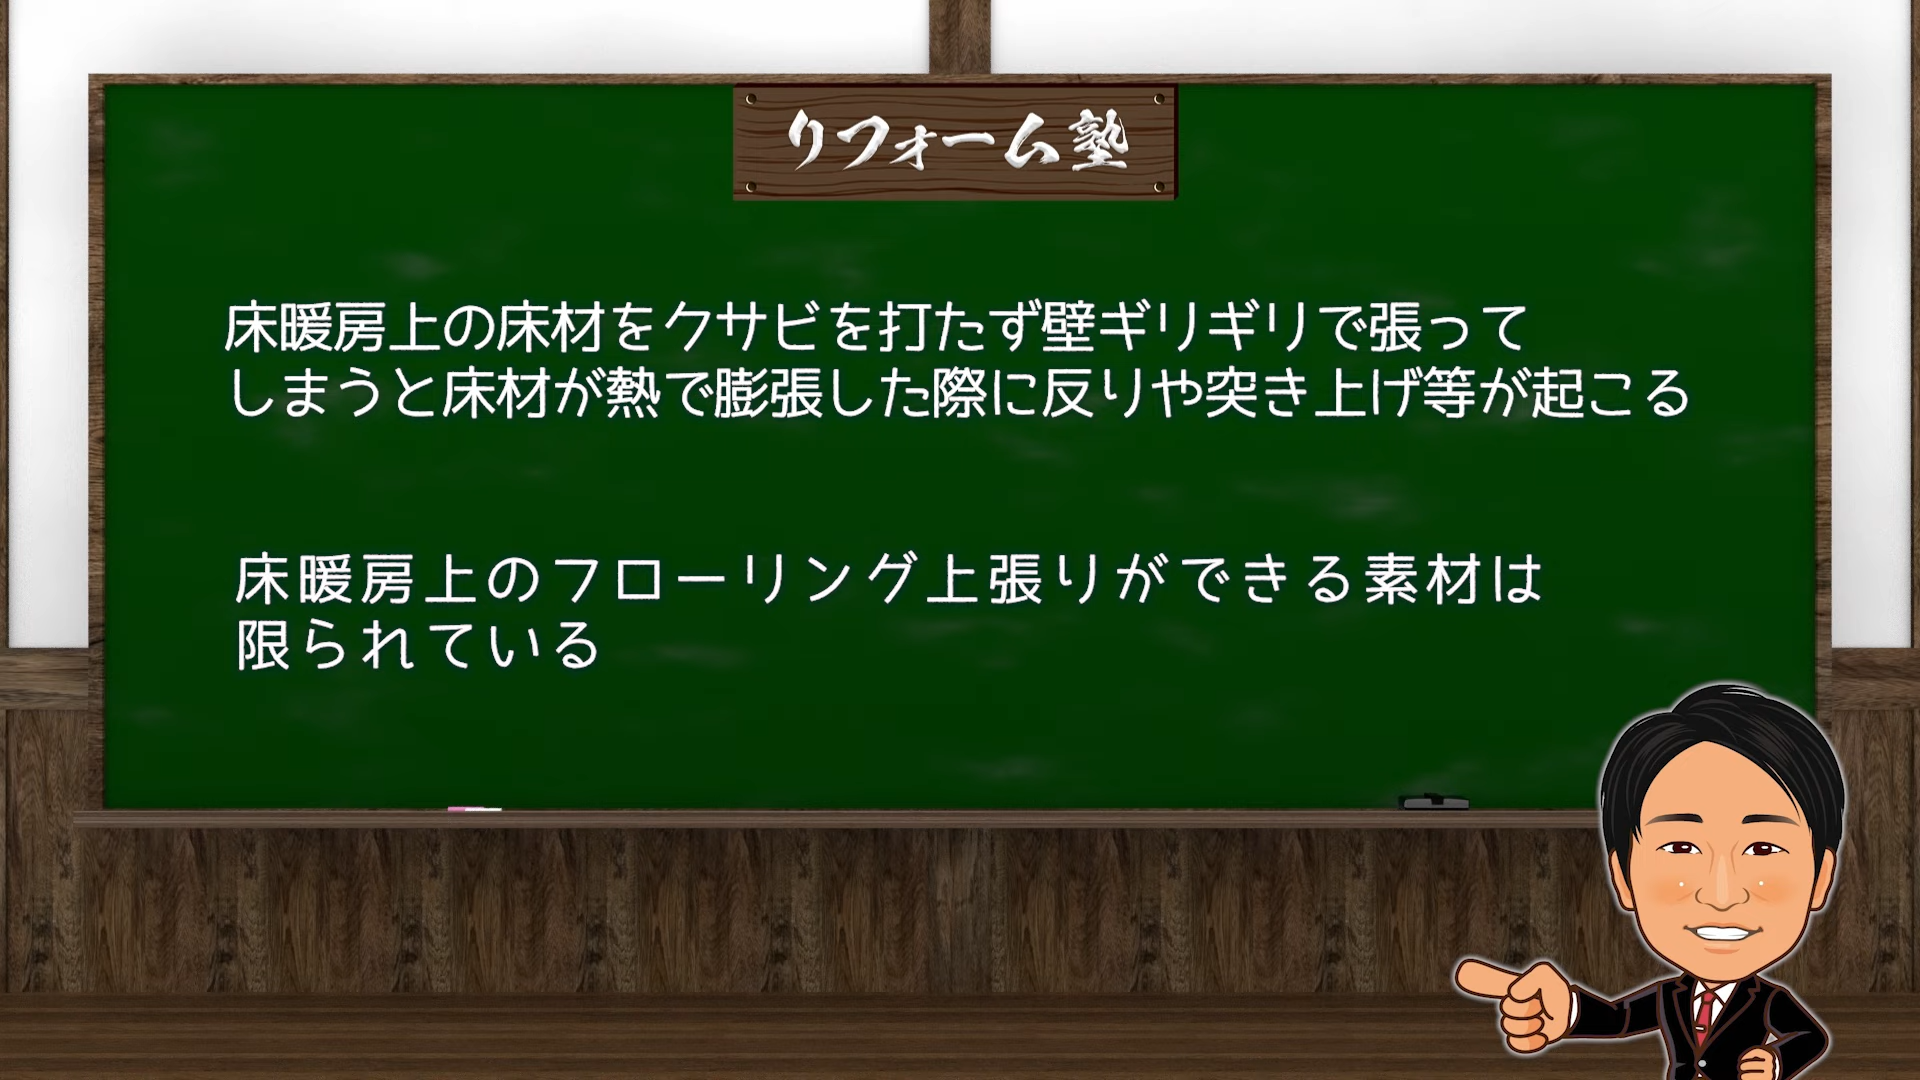 リフォーム塾
床暖房上の床材をクサビを打たず壁ギリギリで張って
しまうと床材が熱で膨張した際に反りや突き上げ等が起こる
床暖房上のフローリング上張りができる素材は
限られている